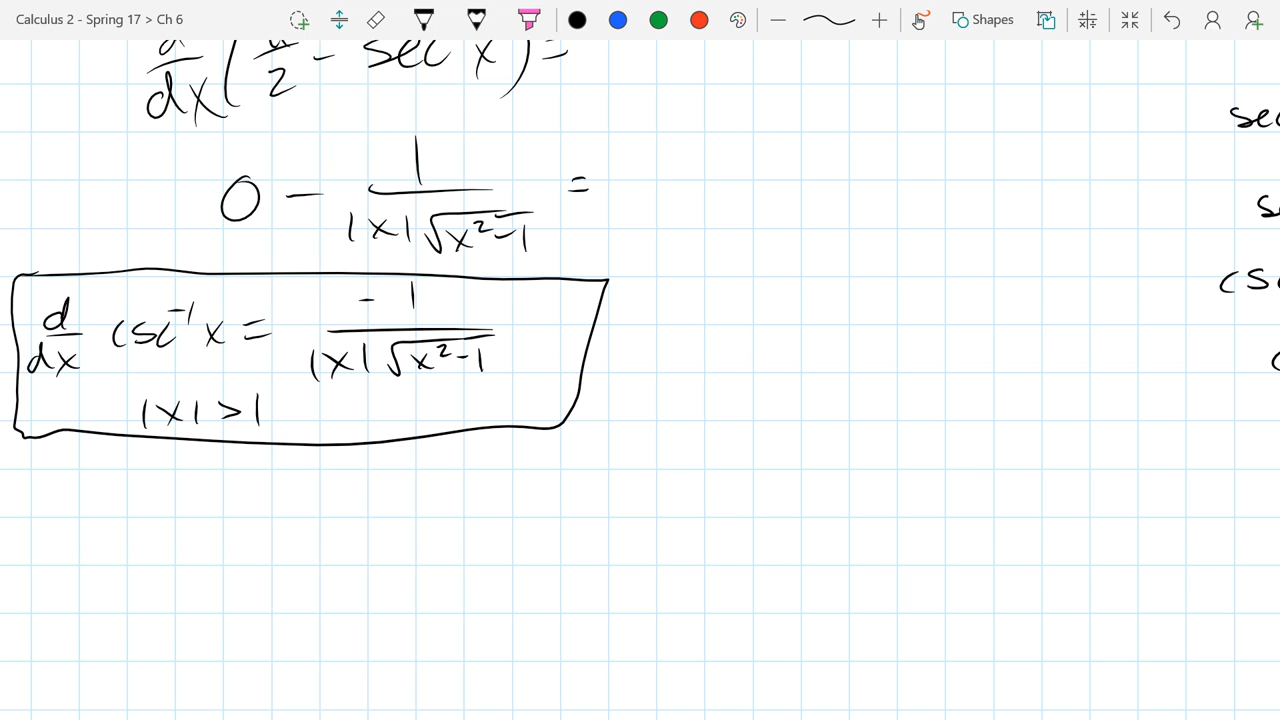 Calculus 2 - Spring 17 > Ch 6
Shapes
d/dx (π/2 - sec⁻¹ x) =
0 - 1/(|x|√(x²-1)) =
d/dx csc⁻¹ x = -1/(|x|√(x²-1))
|x| > 1